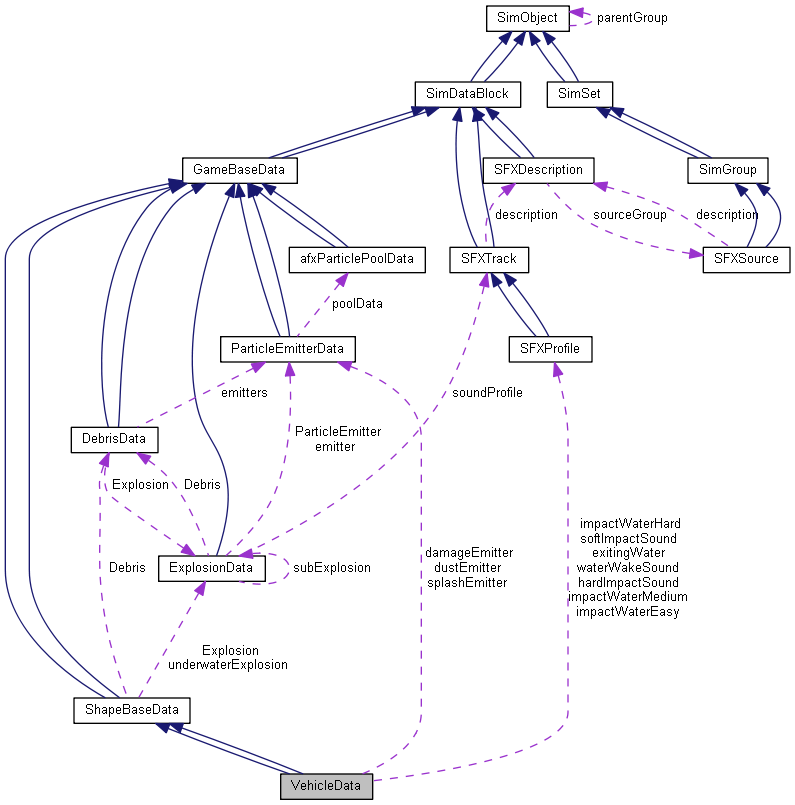 SimObject
parentGroup
SimDataBlock
SimSet
GameBaseData
SFXDescription
SimGroup
description
sourceGroup
description
afxParticlePoolData
SFXTrack
SFXSource
poolData
ParticleEmitterData
SFXProfile
emitters
soundProfile
DebrisData
ParticleEmitter
emitter
Explosion
Debris
impactWaterHard
softImpactSound
exitingWater
waterWakeSound
hardImpactSound
impactWaterMedium
impactWaterEasy
damageEmitter
dustEmitter
splashEmitter
Debris
ExplosionData
subExplosion
Explosion
underwaterExplosion
ShapeBaseData
VehicleData